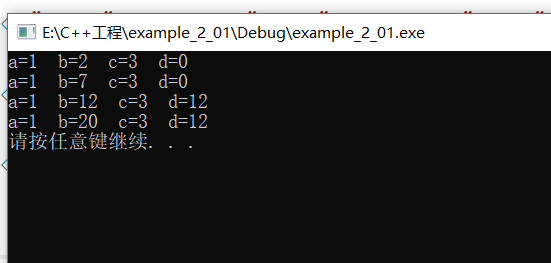 E:\C++工程\example_2_01\Debug\example_2_01.exe
a=1  b=2  c=3  d=0
a=1  b=7  c=3  d=0
a=1  b=12  c=3  d=12
a=1  b=20  c=3  d=12
请按任意键继续. . .